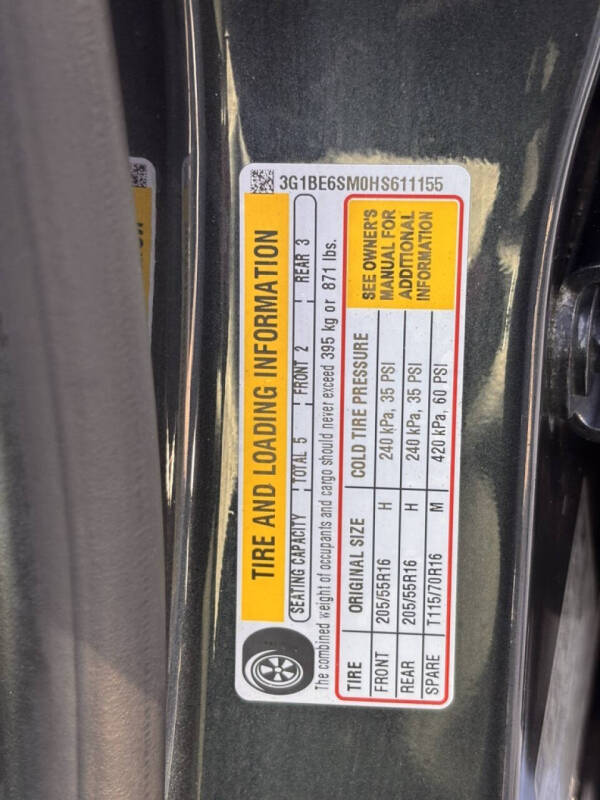 3G1BE6SM0HS611155
TIRE AND LOADING INFORMATION
SEATING CAPACITY TOTAL 5 FRONT 2 REAR 3
The combined weight of occupants and cargo should never exceed 395 kg or 871 lbs.
TIRE ORIGINAL SIZE COLD TIRE PRESSURE
FRONT 205/55R16 H 240 kPa, 35 PSI
REAR 205/55R16 H 240 kPa, 35 PSI
SPARE T115/70R16 M 420 kPa, 60 PSI
SEE OWNER'S
MANUAL FOR
ADDITIONAL
INFORMATION